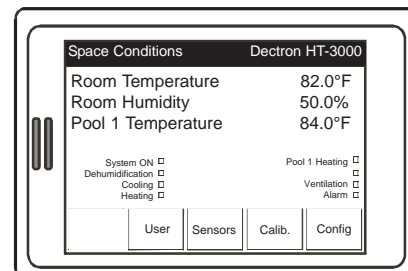 Space Conditions Dectron HT-3000
Room Temperature 82.0°F
Room Humidity 50.0%
Pool 1 Temperature 84.0°F
System ON Pool 1 Heating
Dehumidification
Cooling Ventilation
Heating Alarm
User Sensors Calib. Config